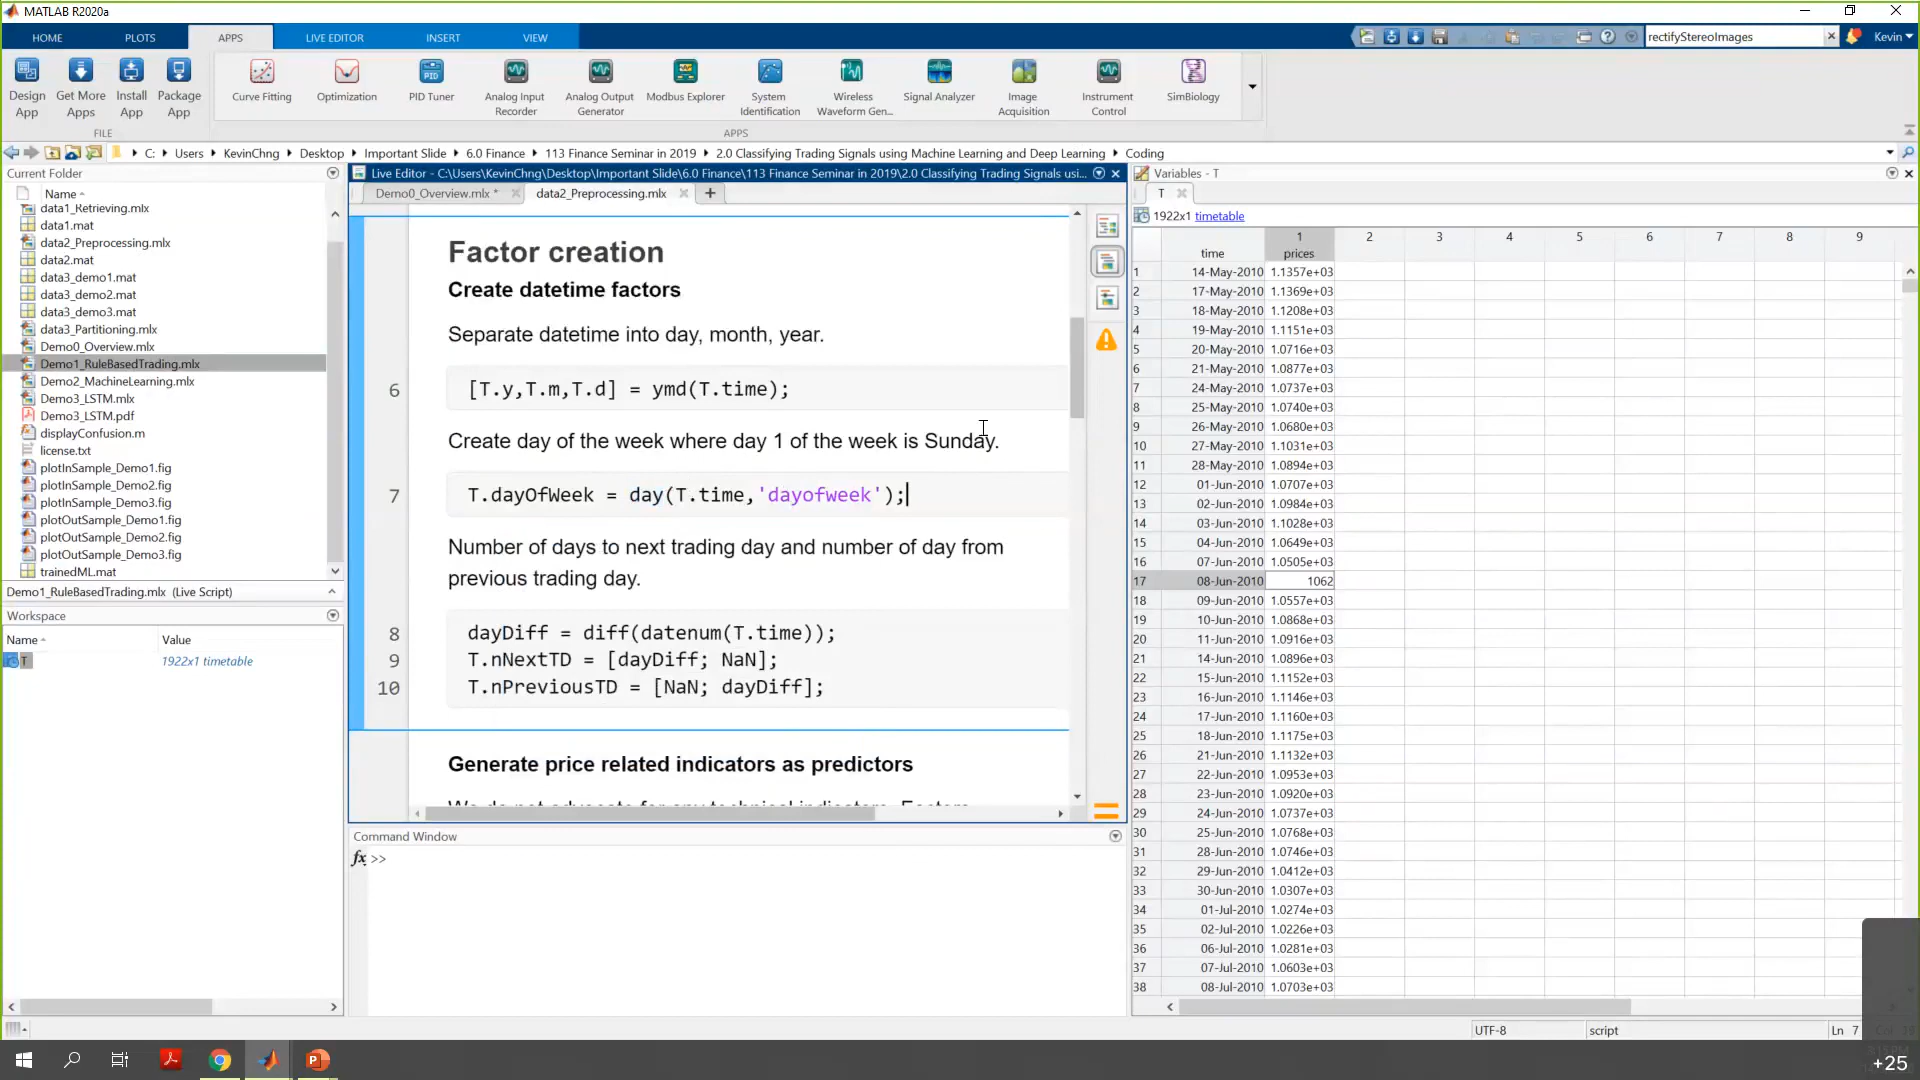 MATLAB R2020a
HOME PLOTS APPS LIVE EDITOR INSERT VIEW
rectifyStereoImages
Kevin
Design App
Get More Apps
Install App
Package App
Curve Fitting
Optimization
PID Tuner
Analog Input Recorder
Analog Output Generator
Modbus Explorer
System Identification
Wireless Waveform Gen...
Signal Analyzer
Image Acquisition
Instrument Control
SimBiology
FILE
APPS
C: Users KevinChng Desktop Important Slide 6.0 Finance 113 Finance Seminar in 2019 2.0 Classifying Trading Signals using Machine Learning and Deep Learning Coding
Current Folder
Name
data1_Retrieving.mlx
data1.mat
data2_Preprocessing.mlx
data2.mat
data3_demo1.mat
data3_demo2.mat
data3_demo3.mat
data3_Partitioning.mlx
Demo0_Overview.mlx
Demo1_RuleBasedTrading.mlx
Demo2_MachineLearning.mlx
Demo3_LSTM.mlx
Demo3_LSTM.pdf
displayConfusion.m
license.txt
plotInSample_Demo1.fig
plotInSample_Demo2.fig
plotInSample_Demo3.fig
plotOutSample_Demo1.fig
plotOutSample_Demo2.fig
plotOutSample_Demo3.fig
trainedML.mat
Demo1_RuleBasedTrading.mlx (Live Script)
Workspace
Name Value
T 1922x1 timetable
Live Editor - C:\Users\KevinChng\Desktop\Important Slide\6.0 Finance\113 Finance Seminar in 2019\2.0 Classifying Trading Signals usi...
Demo0_Overview.mlx *
data2_Preprocessing.mlx
Factor creation
Create datetime factors
Separate datetime into day, month, year.
6 [T.y,T.m,T.d] = ymd(T.time);
Create day of the week where day 1 of the week is Sunday.
7 T.dayOfWeek = day(T.time,'dayofweek');
Number of days to next trading day and number of day from
previous trading day.
8 dayDiff = diff(datenum(T.time));
9 T.nNextTD = [dayDiff; NaN];
10 T.nPreviousTD = [NaN; dayDiff];
Generate price related indicators as predictors
We do not advocate for any technical indicators. Factors
Command Window
fx >>
Variables - T
T
1922x1 timetable
1 2 3 4 5 6 7 8 9
time prices
1 14-May-2010 1.1357e+03
2 17-May-2010 1.1369e+03
3 18-May-2010 1.1208e+03
4 19-May-2010 1.1151e+03
5 20-May-2010 1.0716e+03
6 21-May-2010 1.0877e+03
7 24-May-2010 1.0737e+03
8 25-May-2010 1.0740e+03
9 26-May-2010 1.0680e+03
10 27-May-2010 1.1031e+03
11 28-May-2010 1.0894e+03
12 01-Jun-2010 1.0707e+03
13 02-Jun-2010 1.0984e+03
14 03-Jun-2010 1.1028e+03
15 04-Jun-2010 1.0649e+03
16 07-Jun-2010 1.0505e+03
17 08-Jun-2010 1062
18 09-Jun-2010 1.0557e+03
19 10-Jun-2010 1.0868e+03
20 11-Jun-2010 1.0916e+03
21 14-Jun-2010 1.0896e+03
22 15-Jun-2010 1.1152e+03
23 16-Jun-2010 1.1146e+03
24 17-Jun-2010 1.1160e+03
25 18-Jun-2010 1.1175e+03
26 21-Jun-2010 1.1132e+03
27 22-Jun-2010 1.0953e+03
28 23-Jun-2010 1.0920e+03
29 24-Jun-2010 1.0737e+03
30 25-Jun-2010 1.0768e+03
31 28-Jun-2010 1.0746e+03
32 29-Jun-2010 1.0412e+03
33 30-Jun-2010 1.0307e+03
34 01-Jul-2010 1.0274e+03
35 02-Jul-2010 1.0226e+03
36 06-Jul-2010 1.0281e+03
37 07-Jul-2010 1.0603e+03
38 08-Jul-2010 1.0703e+03
UTF-8 script Ln 7
+25